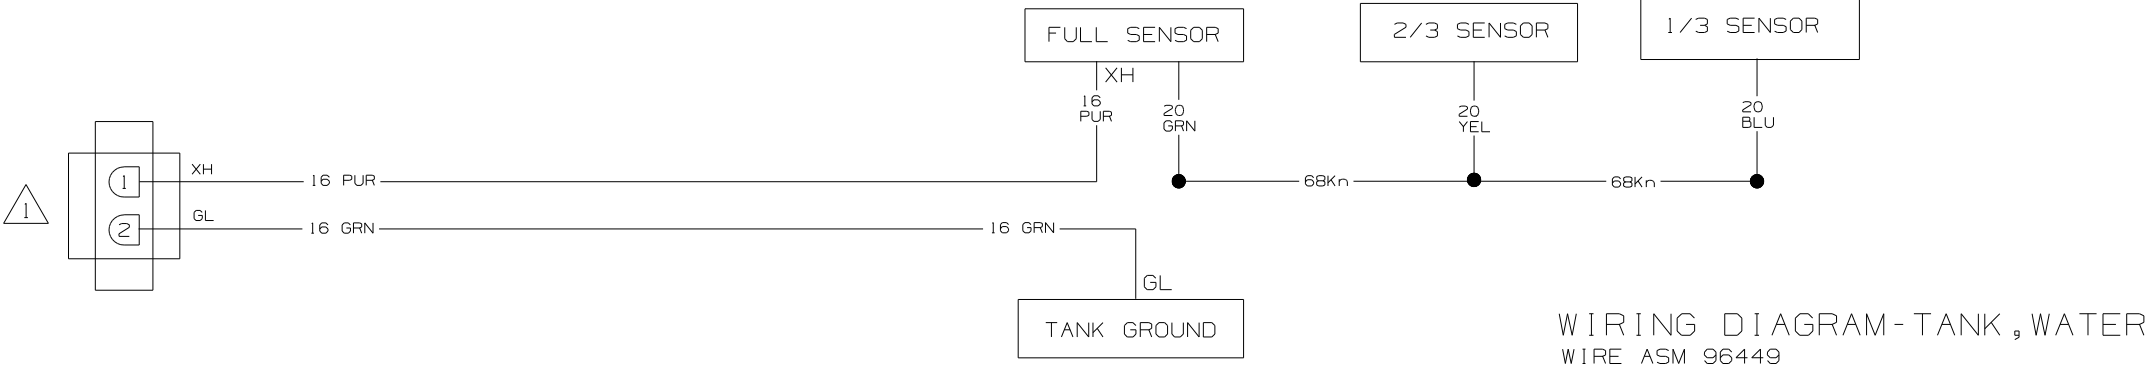 FULL SENSOR
2/3 SENSOR
1/3 SENSOR
XH
16
PUR
20
GRN
20
YEL
20
BLU
1
1
XH
16 PUR
68Kn
68Kn
2
GL
16 GRN
16 GRN
GL
TANK GROUND
WIRING DIAGRAM-TANK,WATER
WIRE ASM 96449